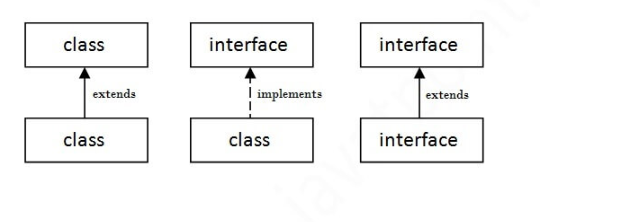 class interface interface
extends implements extends
class class interface